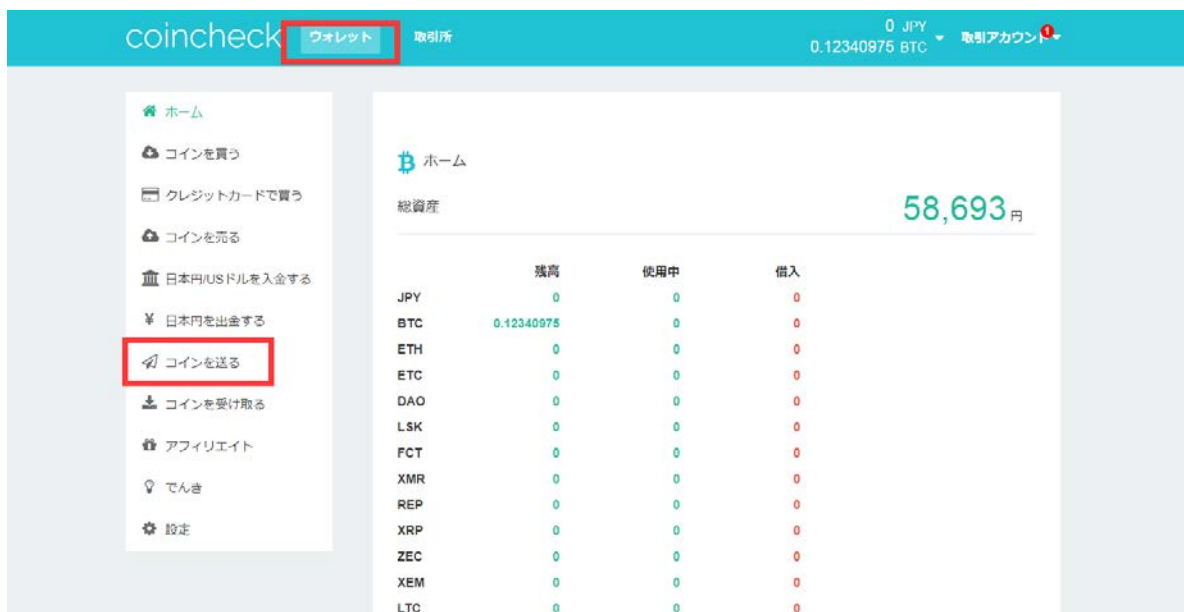 coincheck ウォレット 取引所
0 JPY
0.12340975 BTC
取引アカウント 1
ホーム
コインを買う
クレジットカードで買う
コインを売る
日本円/USドルを入金する
日本円を出金する
コインを送る
コインを受け取る
アフィリエイト
でんき
設定
ホーム
総資産 58,693 円
残高 使用中 借入
JPY 0 0 0
BTC 0.12340975 0 0
ETH 0 0 0
ETC 0 0 0
DAO 0 0 0
LSK 0 0 0
FCT 0 0 0
XMR 0 0 0
REP 0 0 0
XRP 0 0 0
ZEC 0 0 0
XEM 0 0 0
LTC 0 0 0